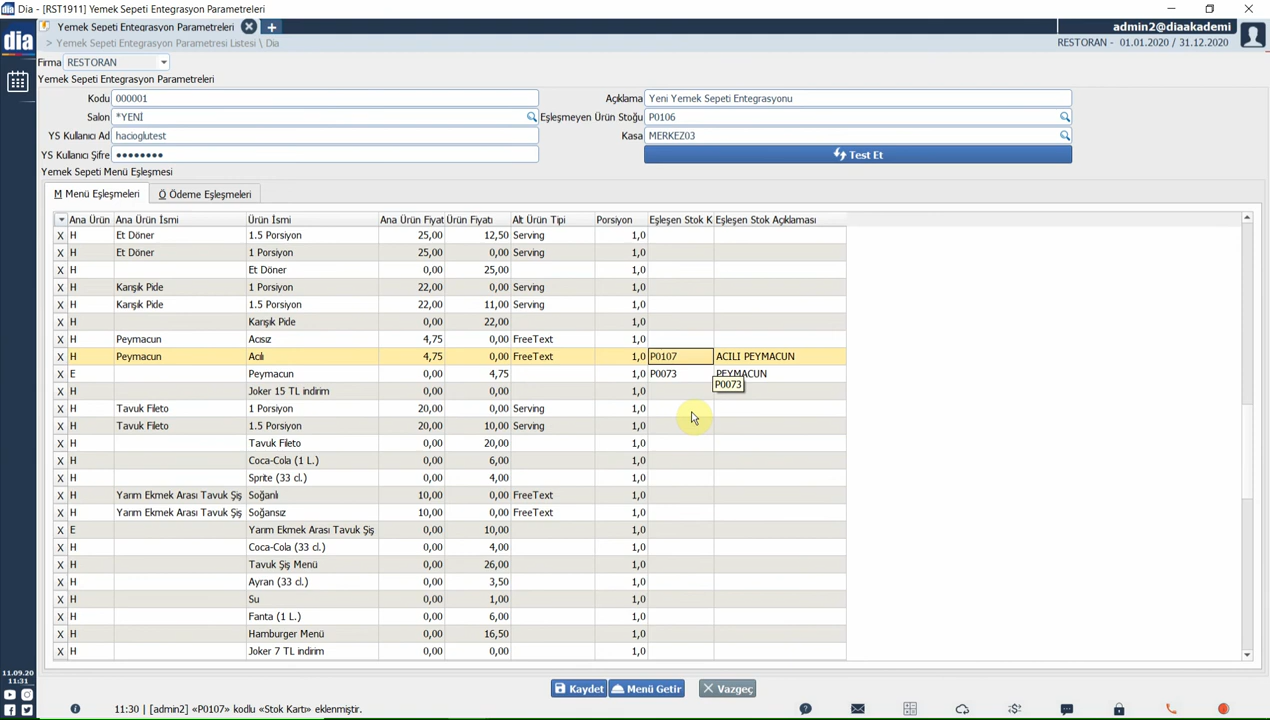 Dia - [RST1911] Yemek Sepeti Entegrasyon Parametreleri
dia
Yemek Sepeti Entegrasyon Parametreleri
admin2@diaakademi
> Yemek Sepeti Entegrasyon Parametresi Listesi \ Dia
RESTORAN - 01.01.2020 / 31.12.2020
Firma RESTORAN
Yemek Sepeti Entegrasyon Parametreleri
Kodu 000001 Açıklama Yeni Yemek Sepeti Entegrasyonu
Salon *YENİ Eşleşmeyen Ürün Stoğu P0106
YS Kullanıcı Ad hacioglutest Kasa MERKEZ03
YS Kullanıcı Şifre ●●●●●●●● Test Et
Yemek Sepeti Menü Eşleşmesi
M Menü Eşleşmeleri Ö Ödeme Eşleşmeleri
Ana Ürün Ana Ürün İsmi Ürün İsmi Ana Ürün Fiyat Ürün Fiyatı Alt Ürün Tipi Porsiyon Eşleşen Stok K Eşleşen Stok Açıklaması
X H Et Döner 1.5 Porsiyon 25,00 12,50 Serving 1,0
X H Et Döner 1 Porsiyon 25,00 0,00 Serving 1,0
X H Et Döner 0,00 25,00 1,0
X H Karışık Pide 1 Porsiyon 22,00 0,00 Serving 1,0
X H Karışık Pide 1.5 Porsiyon 22,00 11,00 Serving 1,0
X H Karışık Pide 0,00 22,00 1,0
X H Peymacun Acısız 4,75 0,00 FreeText 1,0
X H Peymacun Acılı 4,75 0,00 FreeText 1,0 P0107 ACILI PEYMACUN
X E Peymacun 0,00 4,75 1,0 P0073 PEYMACUN
P0073
X H Joker 15 TL indirim 0,00 0,00 1,0
X H Tavuk Fileto 1 Porsiyon 20,00 0,00 Serving 1,0
X H Tavuk Fileto 1.5 Porsiyon 20,00 10,00 Serving 1,0
X H Tavuk Fileto 0,00 20,00 1,0
X H Coca-Cola (1 L.) 0,00 6,00 1,0
X H Sprite (33 cl.) 0,00 4,00 1,0
X H Yarım Ekmek Arası Tavuk Şiş Soğanlı 10,00 0,00 FreeText 1,0
X H Yarım Ekmek Arası Tavuk Şiş Soğansız 10,00 0,00 FreeText 1,0
X E Yarım Ekmek Arası Tavuk Şiş 0,00 10,00 1,0
X H Coca-Cola (33 cl.) 0,00 4,00 1,0
X H Tavuk Şiş Menü 0,00 26,00 1,0
X H Ayran (33 cl.) 0,00 3,50 1,0
X H Su 0,00 1,00 1,0
X H Fanta (1 L.) 0,00 6,00 1,0
X H Hamburger Menü 0,00 16,50 1,0
X H Joker 7 TL indirim 0,00 0,00 1,0
Kaydet Menü Getir Vazgeç
11.09.20
11:31
11:30 | [admin2] «P0107» kodlu «Stok Kartı» eklenmiştir.